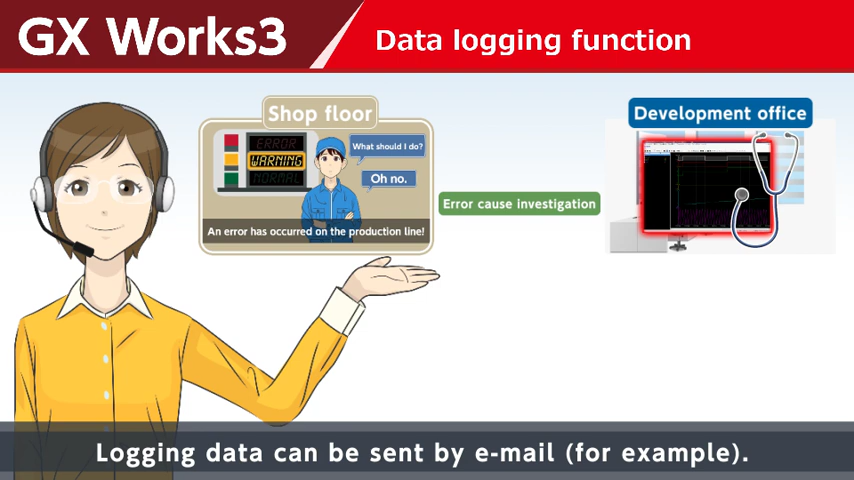 GX Works3
Data logging function
Shop floor
Development office
ERROR
WARNING
NORMAL
What should I do?
Oh no.
Error cause investigation
An error has occurred on the production line!
Logging data can be sent by e-mail (for example).